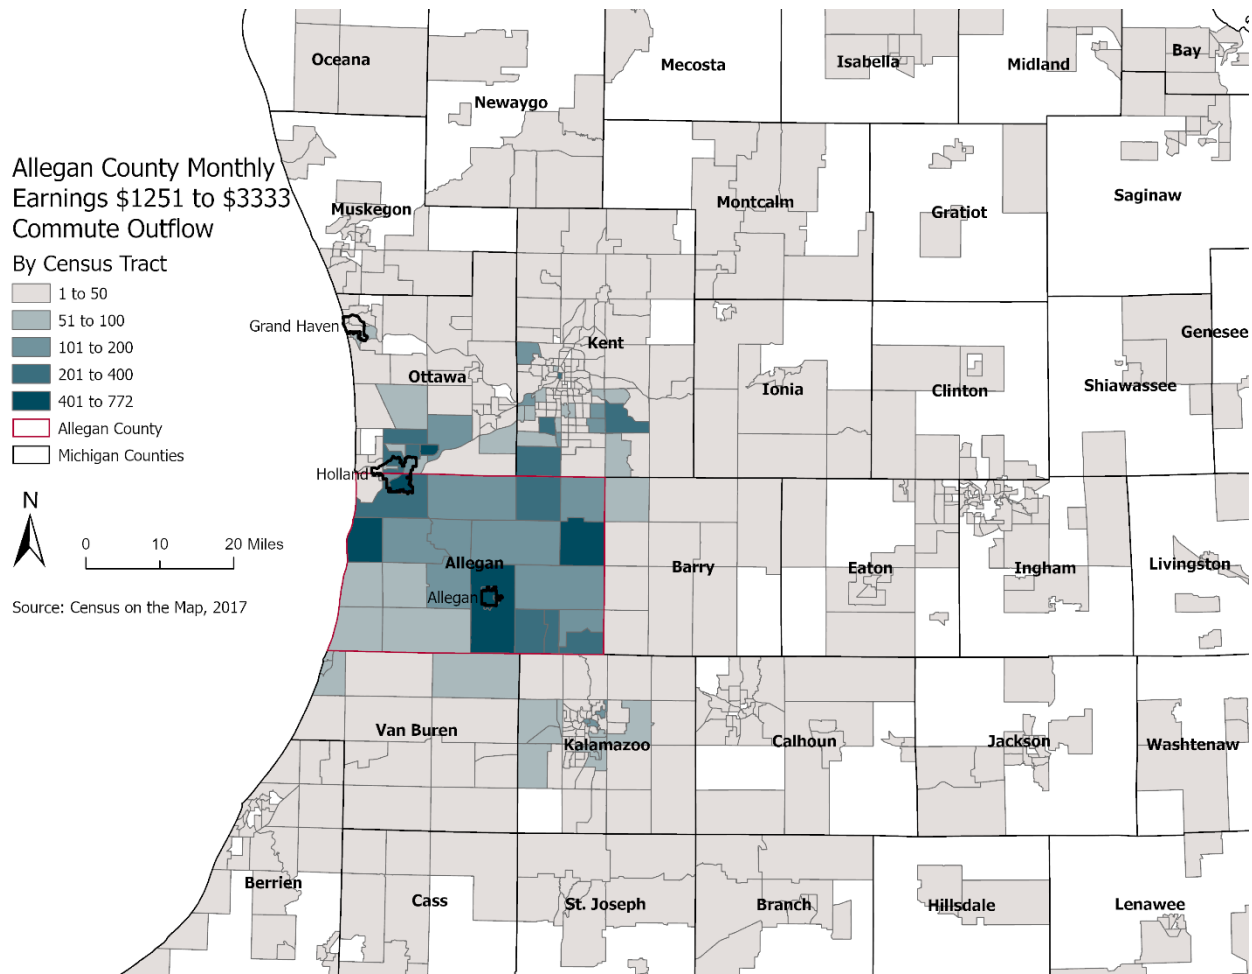 Oceana
Mecosta
Isabella
Midland
Bay
Newaygo
Allegan County Monthly
Earnings $1251 to $3333
Commute Outflow
By Census Tract
1 to 50
51 to 100
101 to 200
201 to 400
401 to 772
Allegan County
Michigan Counties
N
0 10 20 Miles
Source: Census on the Map, 2017
Muskegon
Montcalm
Gratiot
Saginaw
Grand Haven
Kent
Genesee
Ottawa
Ionia
Clinton
Shiawassee
Holland
Allegan
Barry
Eaton
Ingham
Livingston
Allegan
Van Buren
Kalamazoo
Calhoun
Jackson
Washtenaw
Berrien
Cass
St. Joseph
Branch
Hillsdale
Lenawee